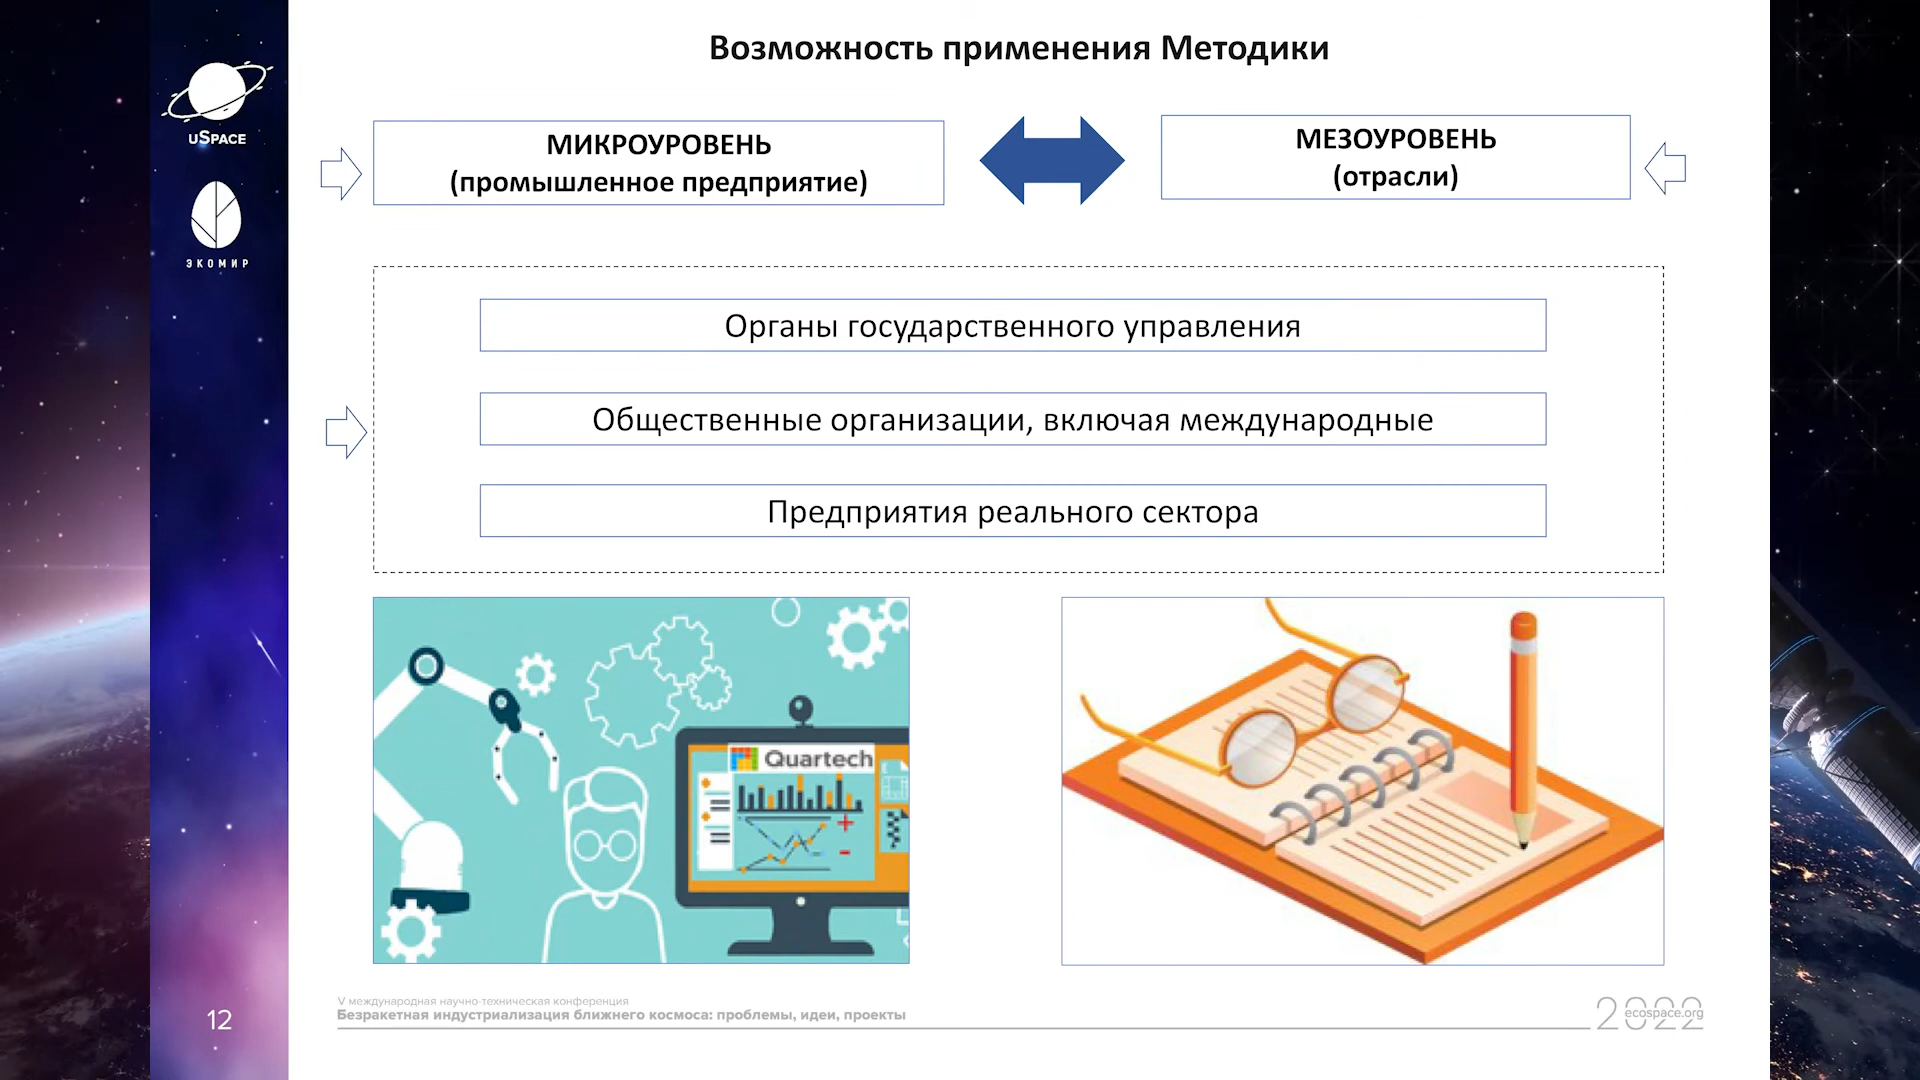 Возможность применения Методики
uSPACE
ЭКОМИР
МИКРОУРОВЕНЬ
(промышленное предприятие)
МЕЗОУРОВЕНЬ
(отрасли)
Органы государственного управления
Общественные организации, включая международные
Предприятия реального сектора
Quartech
12
V международная научно-техническая конференция
Безракетная индустриализация ближнего космоса: проблемы, идеи, проекты
2022
ecospace.org